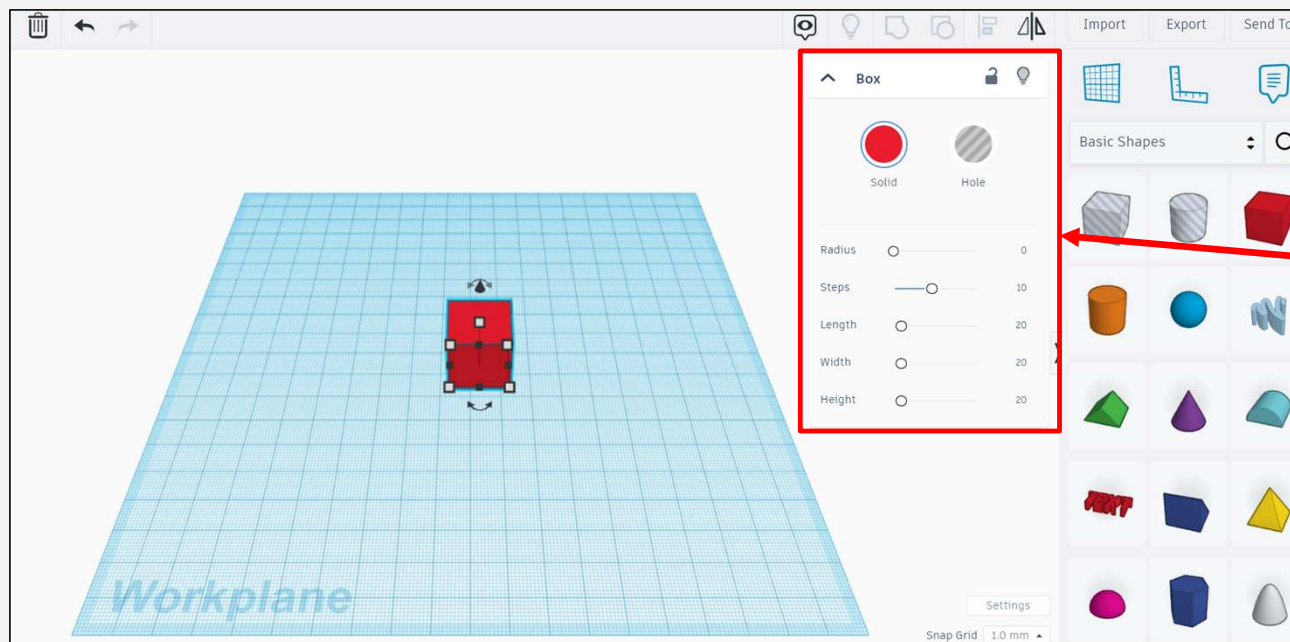 Import Export Send To
Box
Basic Shapes
Solid Hole
Radius 0
Steps 10
Length 20
Width 20
Height 20
TEXT
Workplane
Settings
Snap Grid 1.0 mm